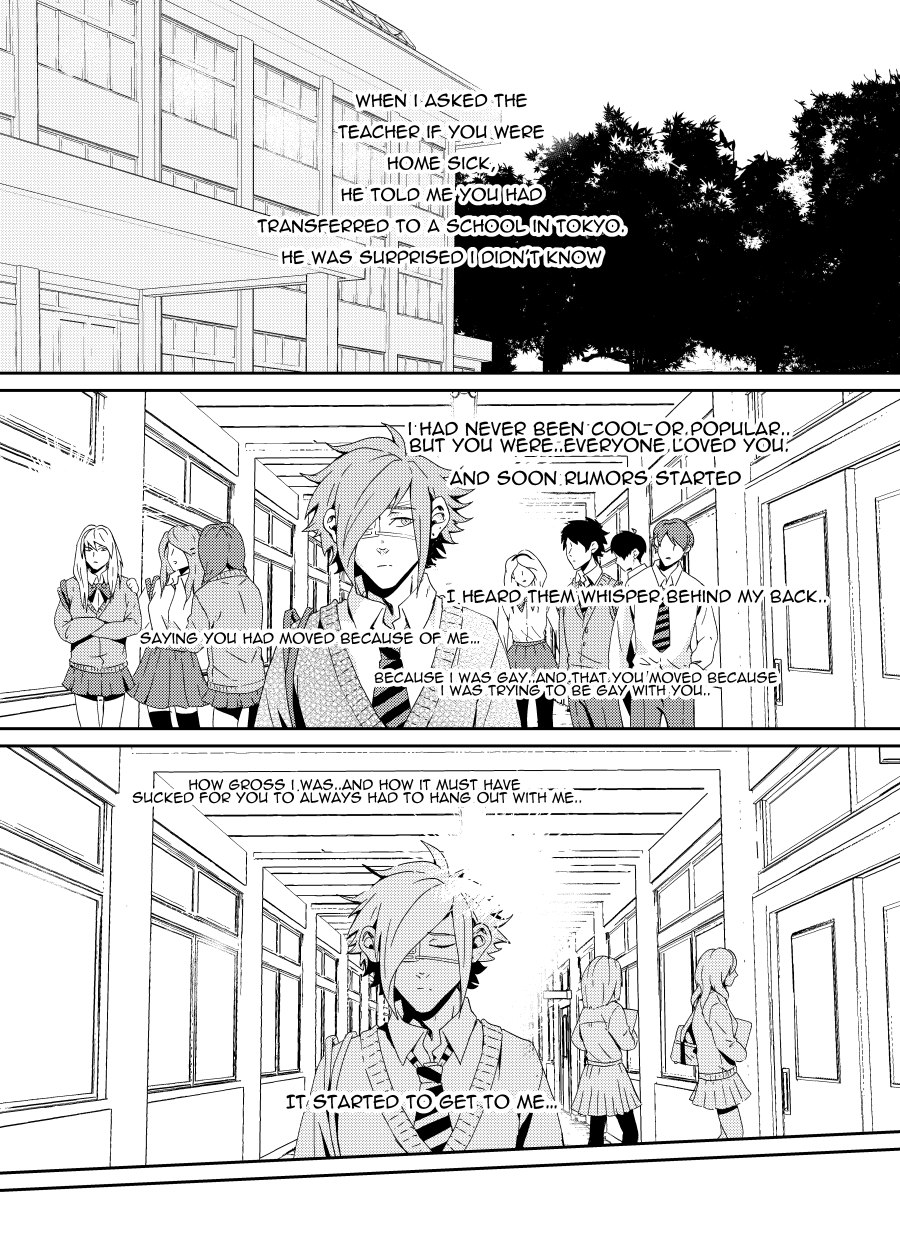 WHEN I ASKED THE
TEACHER IF YOU WERE
HOME SICK,
HE TOLD ME YOU HAD
TRANSFERRED TO A SCHOOL IN TOKYO.
HE WAS SURPRISED I DIDN'T KNOW
I HAD NEVER BEEN COOL OR POPULAR..
BUT YOU WERE..EVERYONE LOVED YOU.
AND SOON RUMORS STARTED
I HEARD THEM WHISPER BEHIND MY BACK..
SAYING YOU HAD MOVED BECAUSE OF ME...
BECAUSE I WAS GAY..AND THAT YOU MOVED BECAUSE
I WAS TRYING TO BE GAY WITH YOU..
HOW GROSS I WAS..AND HOW IT MUST HAVE
SUCKED FOR YOU TO ALWAYS HAD TO HANG OUT WITH ME..
IT STARTED TO GET TO ME...